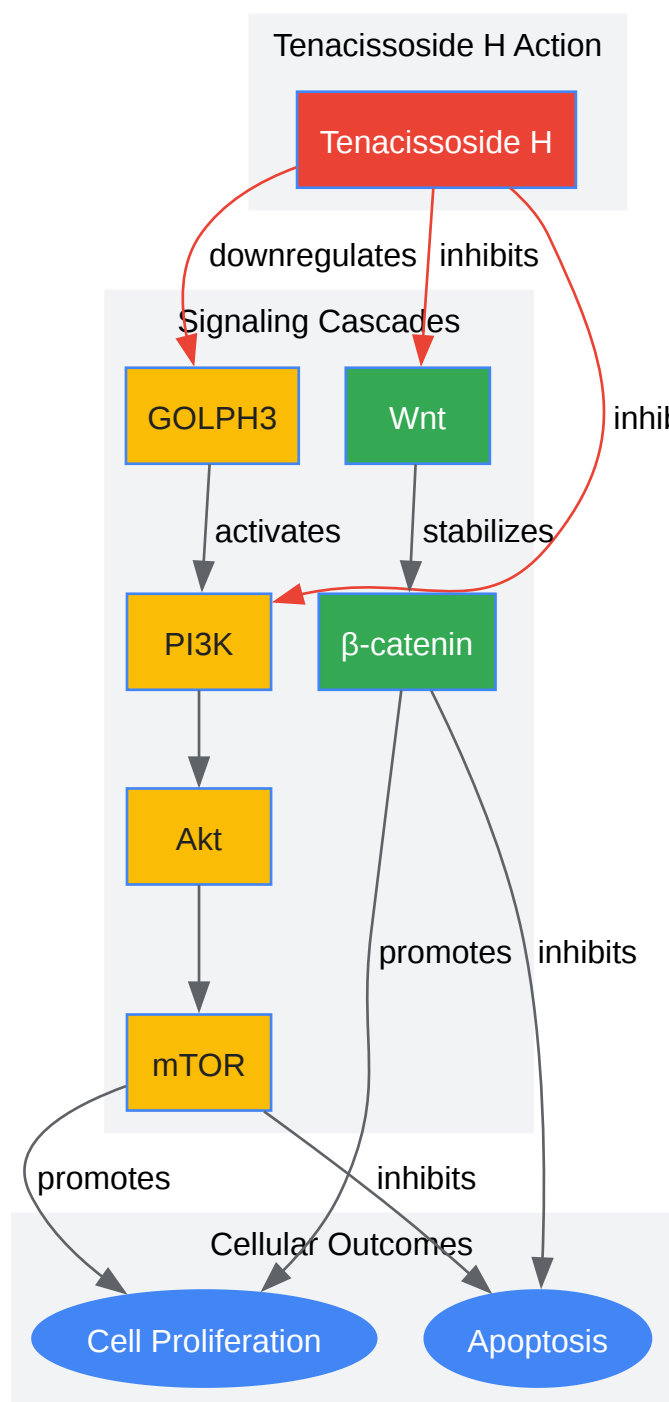 Tenacissoside H Action
Tenacissoside H
downregulates
inhibits
Signaling Cascades
GOLPH3
Wnt
activates
stabilizes
PI3K
β-catenin
Akt
promotes
inhibits
mTOR
promotes
inhibits
Cellular Outcomes
Cell Proliferation
Apoptosis